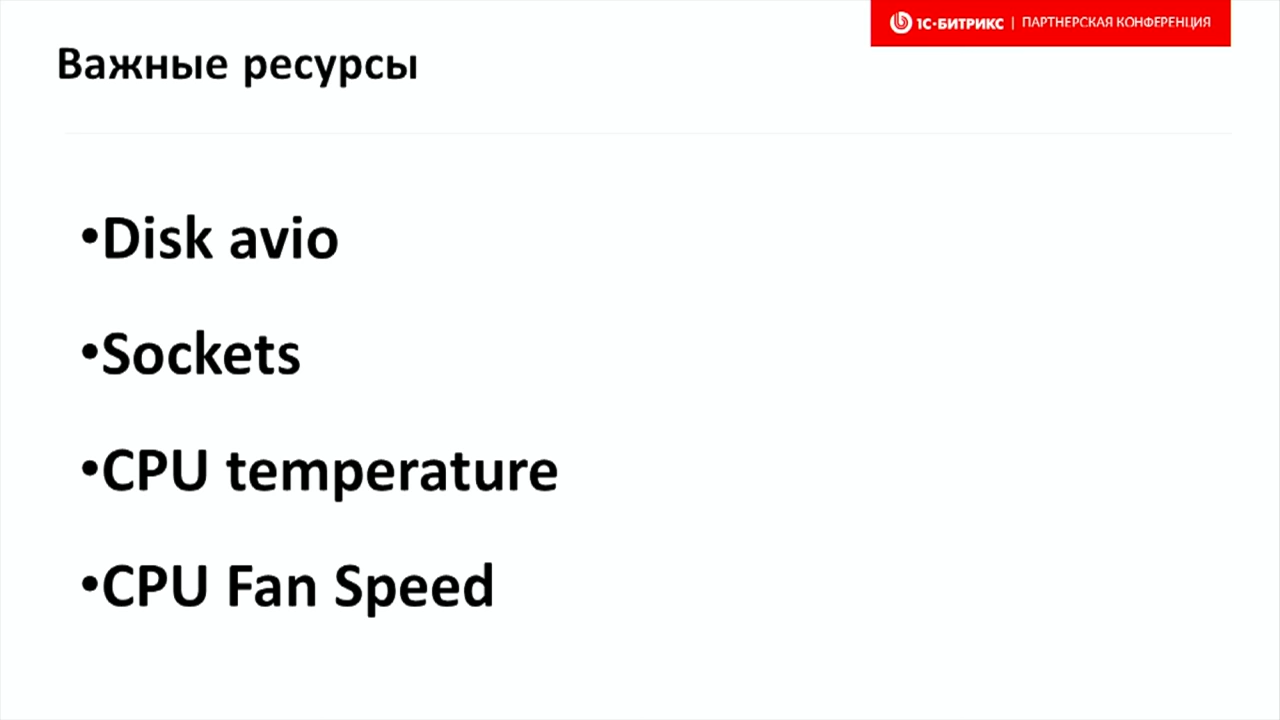 1С-БИТРИКС | ПАРТНЕРСКАЯ КОНФЕРЕНЦИЯ
Важные ресурсы
•Disk avio
•Sockets
•CPU temperature
•CPU Fan Speed